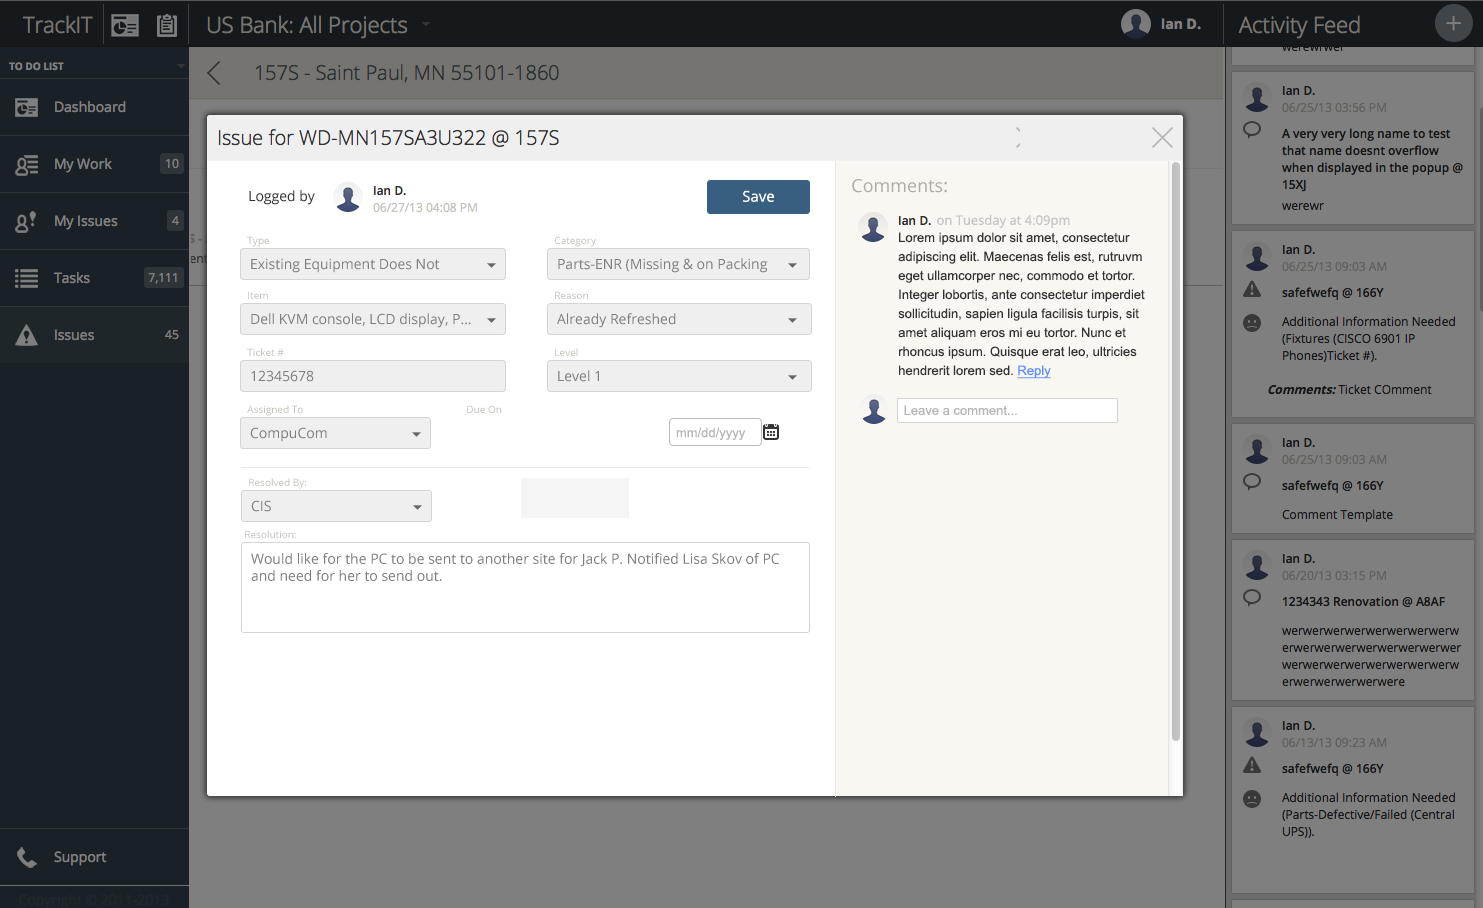 TrackIT
US Bank: All Projects
Ian D.
Activity Feed
TO DO LIST
Dashboard
My Work 10
My Issues 4
Tasks 7,111
Issues 45
Support
Copyright © 2011-2013
157S - Saint Paul, MN 55101-1860
Issue for WD-MN157SA3U322 @ 157S
Logged by
Ian D.
06/27/13 04:08 PM
Save
Type
Existing Equipment Does Not
Category
Parts-ENR (Missing & on Packing
Item
Dell KVM console, LCD display, P...
Reason
Already Refreshed
Ticket #
12345678
Level
Level 1
Assigned To
CompuCom
Due On
mm/dd/yyyy
Resolved By:
CIS
Resolution:
Would like for the PC to be sent to another site for Jack P. Notified Lisa Skov of PC
and need for her to send out.
Comments:
Ian D. on Tuesday at 4:09pm
Lorem ipsum dolor sit amet, consectetur
adipiscing elit. Maecenas felis est, rutruvm
eget ullamcorper nec, commodo et tortor.
Integer lobortis, ante consectetur imperdiet
sollicitudin, sapien ligula facilisis turpis, sit
amet aliquam eros mi eu tortor. Nunc et
rhoncus ipsum. Quisque erat leo, ultricies
hendrerit lorem sed. Reply
Leave a comment...
werewrwer
Ian D.
06/25/13 03:56 PM
A very very long name to test
that name doesnt overflow
when displayed in the popup @
15XJ
werewr
Ian D.
06/25/13 09:03 AM
safefwefq @ 166Y
Additional Information Needed
(Fixtures (CISCO 6901 IP
Phones)Ticket #).
Comments: Ticket COmment
Ian D.
06/25/13 09:03 AM
safefwefq @ 166Y
Comment Template
Ian D.
06/20/13 03:15 PM
1234343 Renovation @ A8AF
werwerwerwerwerwerwerwerw
erwerwerwerwerwerwerwerwer
werwerwerwerwerwerwerwerw
erwerwerwerwerwere
Ian D.
06/13/13 09:23 AM
safefwefq @ 166Y
Additional Information Needed
(Parts-Defective/Failed (Central
UPS)).